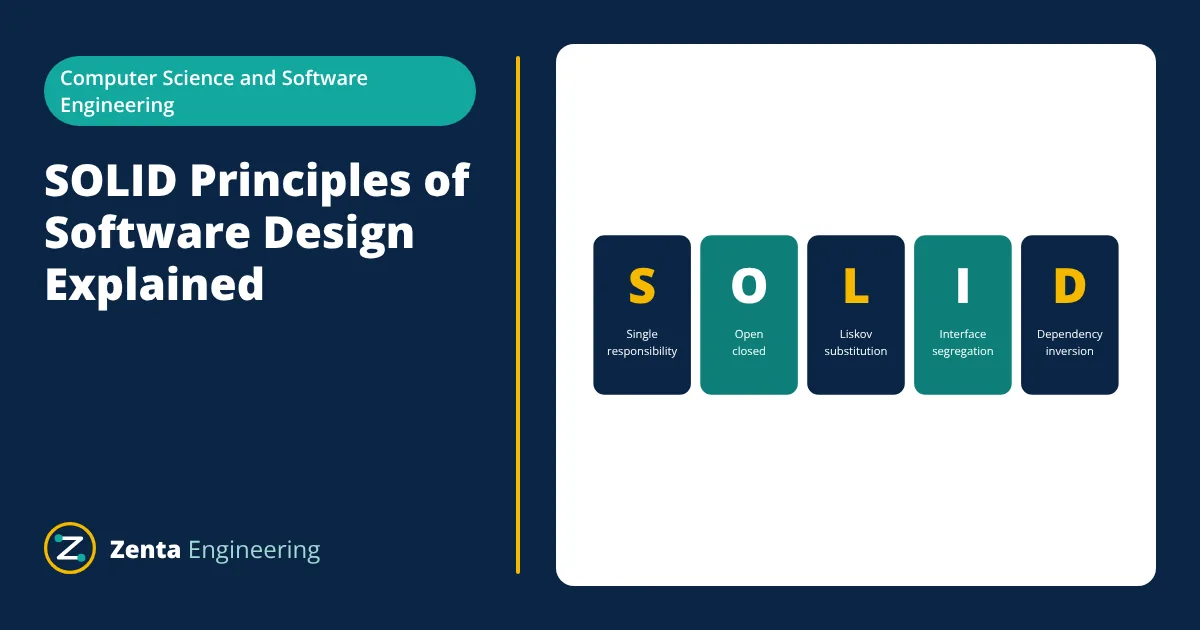 Computer Science and Software
Engineering
SOLID Principles of
Software Design
Explained
S
Single
responsibility
O
Open
closed
L
Liskov
substitution
I
Interface
segregation
D
Dependency
inversion
Z
Zenta Engineering